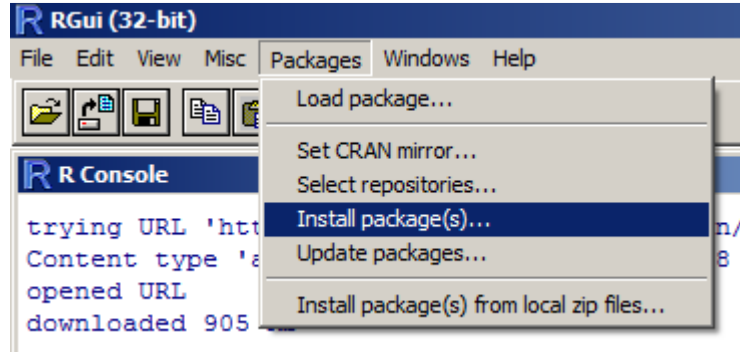 RGui (32-bit)
File Edit View Misc Packages Windows Help
Load package...
Set CRAN mirror...
Select repositories...
Install package(s)...
Update packages...
Install package(s) from local zip files...
R Console
trying URL 'htt n/
Content type 'a 8
opened URL
downloaded 905